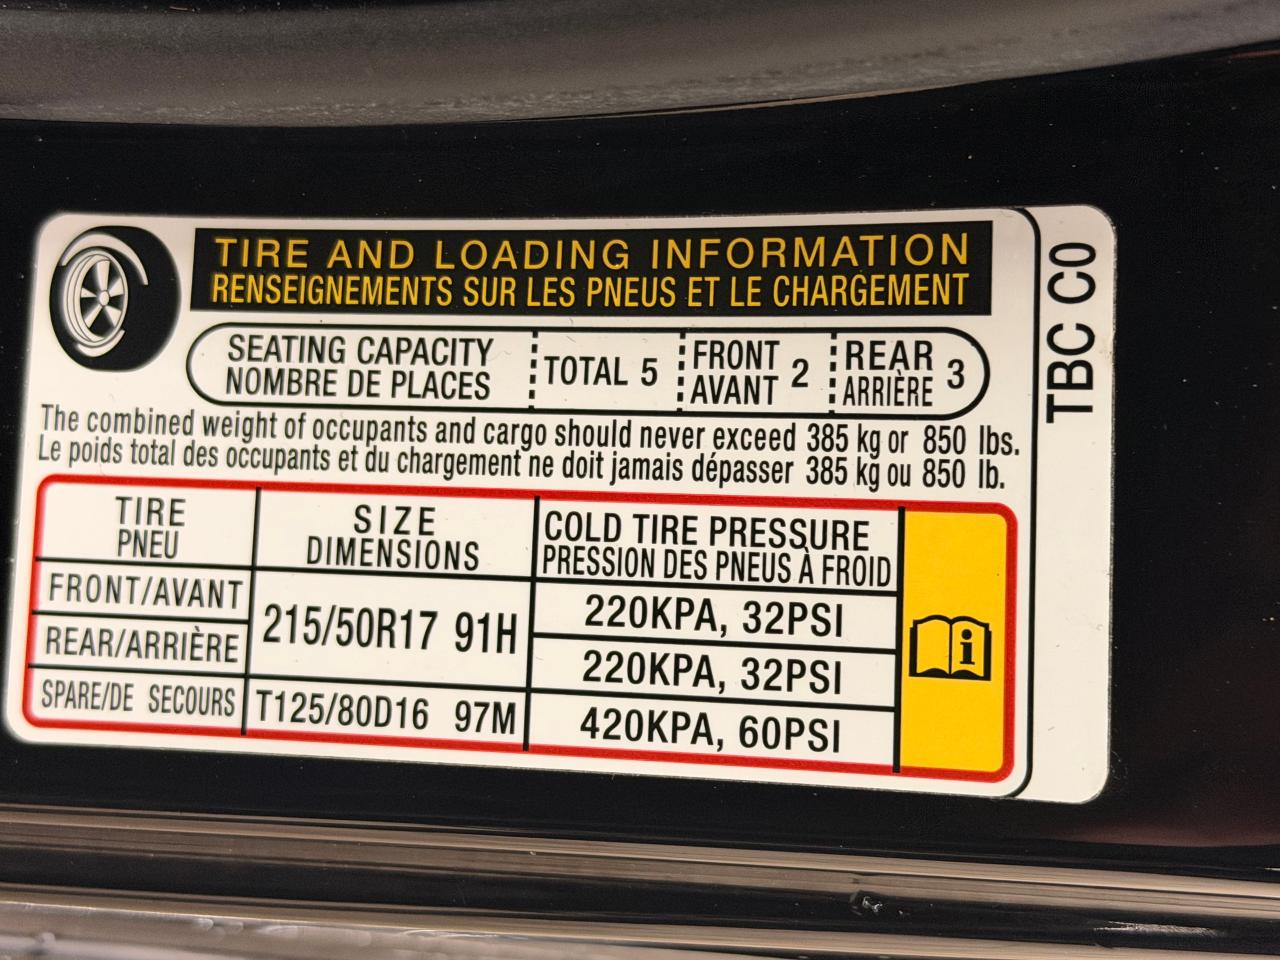 TIRE AND LOADING INFORMATION
RENSEIGNEMENTS SUR LES PNEUS ET LE CHARGEMENT
SEATING CAPACITY
NOMBRE DE PLACES
TOTAL 5
FRONT
AVANT
2
REAR
ARRIÈRE
3
The combined weight of occupants and cargo should never exceed 385 kg or 850 lbs.
Le poids total des occupants et du chargement ne doit jamais dépasser 385 kg ou 850 lb.
TIRE
PNEU
SIZE
DIMENSIONS
COLD TIRE PRESSURE
PRESSION DES PNEUS À FROID
FRONT/AVANT
215/50R17 91H
220KPA, 32PSI
REAR/ARRIÈRE
220KPA, 32PSI
SPARE/DE SECOURS
T125/80D16 97M
420KPA, 60PSI
TBC C0